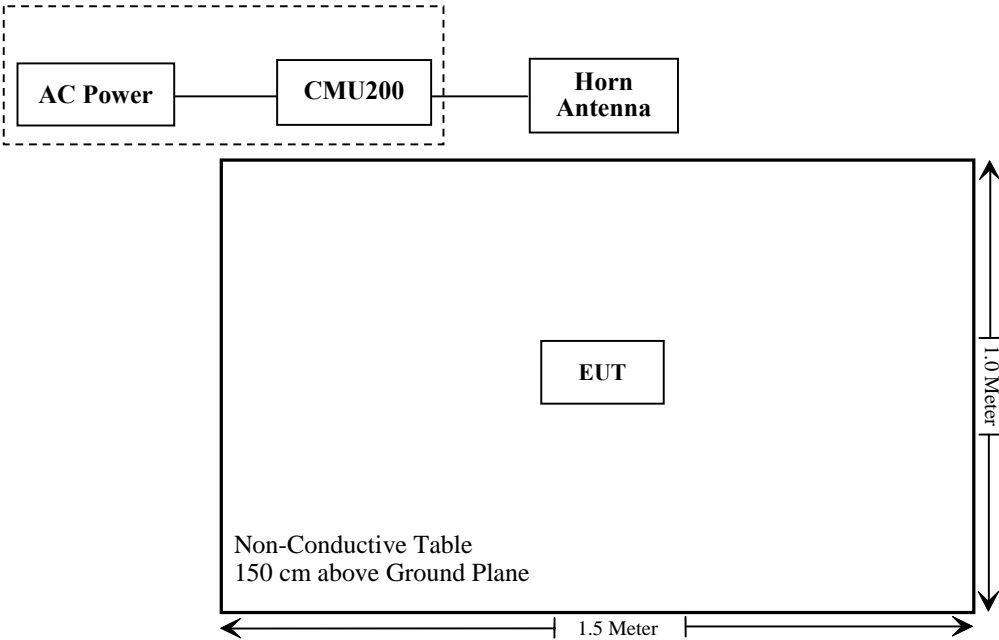 AC Power
CMU200
Horn
Antenna
EUT
1.0 Meter
Non-Conductive Table
150 cm above Ground Plane
1.5 Meter